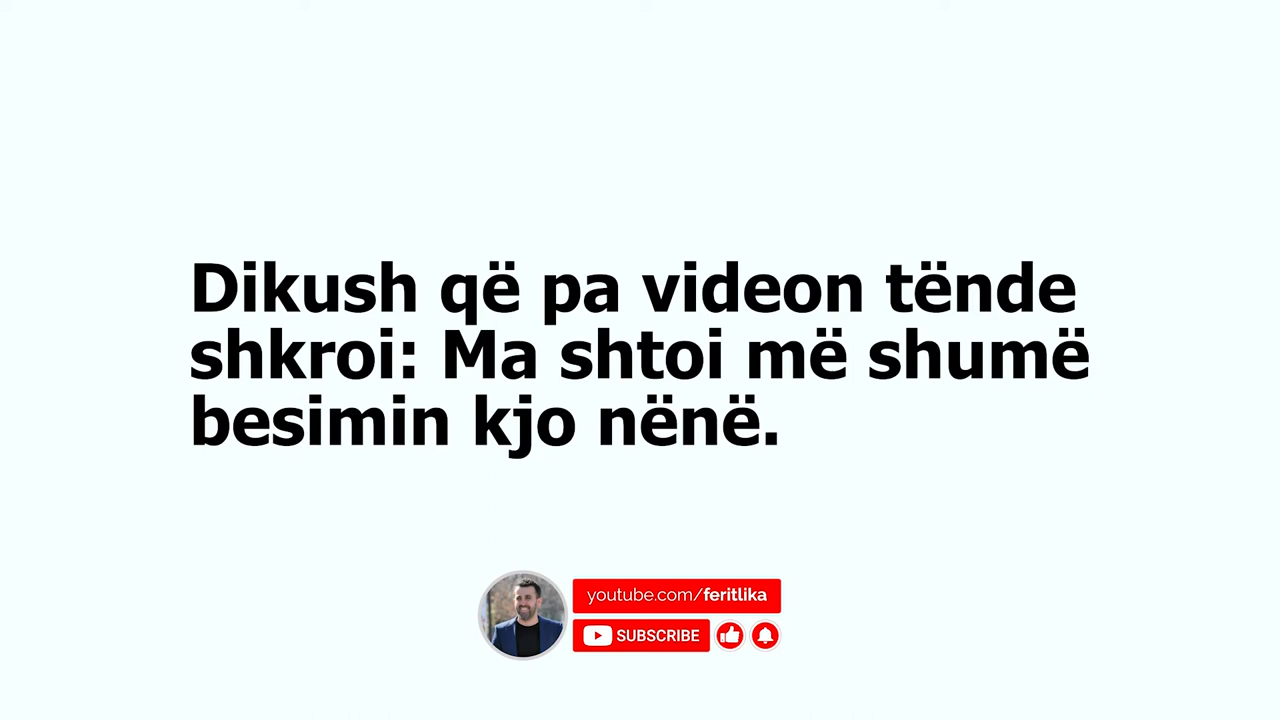 Dikush që pa videon tënde
shkroi: Ma shtoi më shumë
besimin kjo nënë.
youtube.com/feritlika
SUBSCRIBE